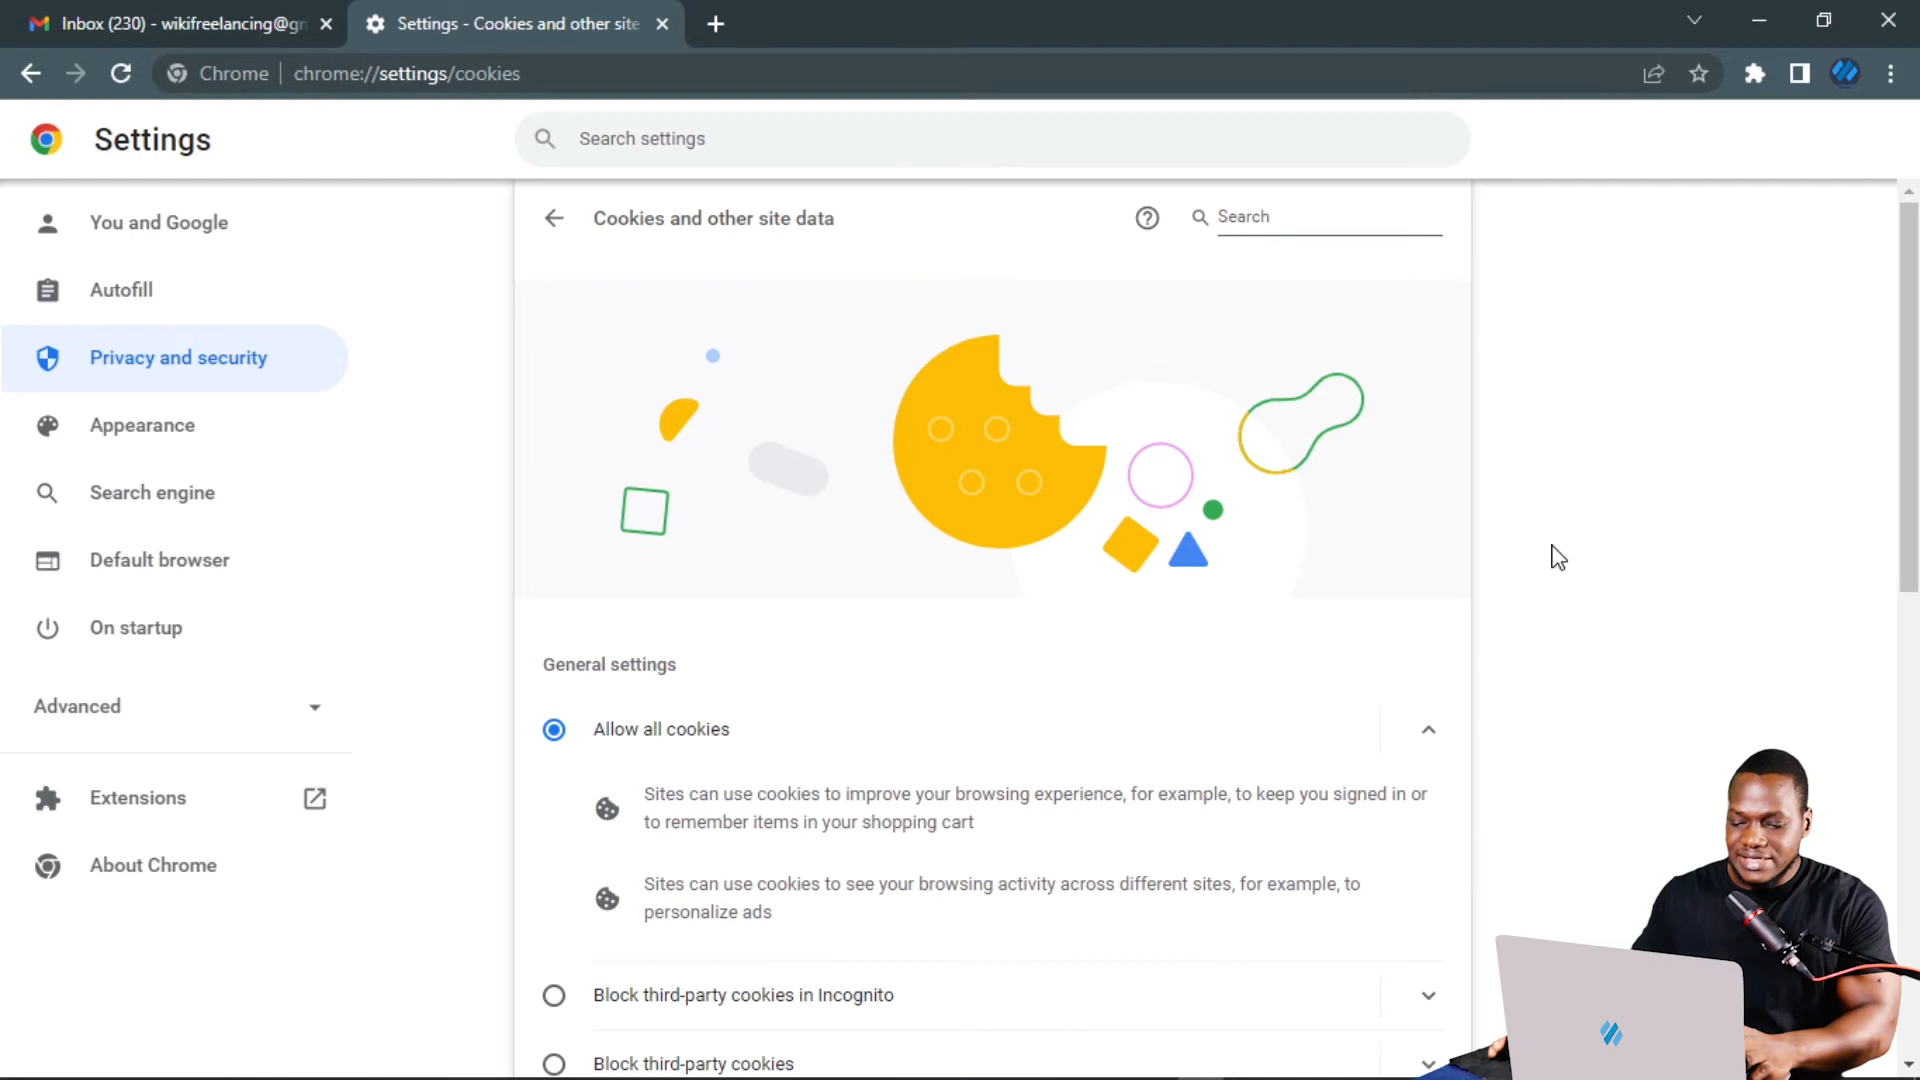 Inbox (230) - wikifreelancing@gm
Settings - Cookies and other site
Chrome
chrome://settings/cookies
Settings
Search settings
You and Google
Autofill
Privacy and security
Appearance
Search engine
Default browser
On startup
Advanced
Extensions
About Chrome
Cookies and other site data
Search
General settings
Allow all cookies
Sites can use cookies to improve your browsing experience, for example, to keep you signed in or
to remember items in your shopping cart
Sites can use cookies to see your browsing activity across different sites, for example, to
personalize ads
Block third-party cookies in Incognito
Block third-party cookies